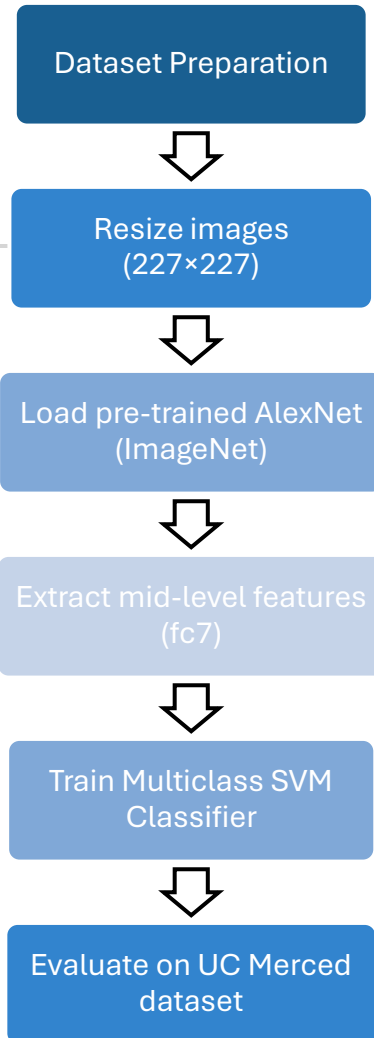 Dataset Preparation
Resize images
(227×227)
Load pre-trained AlexNet
(ImageNet)
Extract mid-level features
(fc7)
Train Multiclass SVM
Classifier
Evaluate on UC Merced
dataset